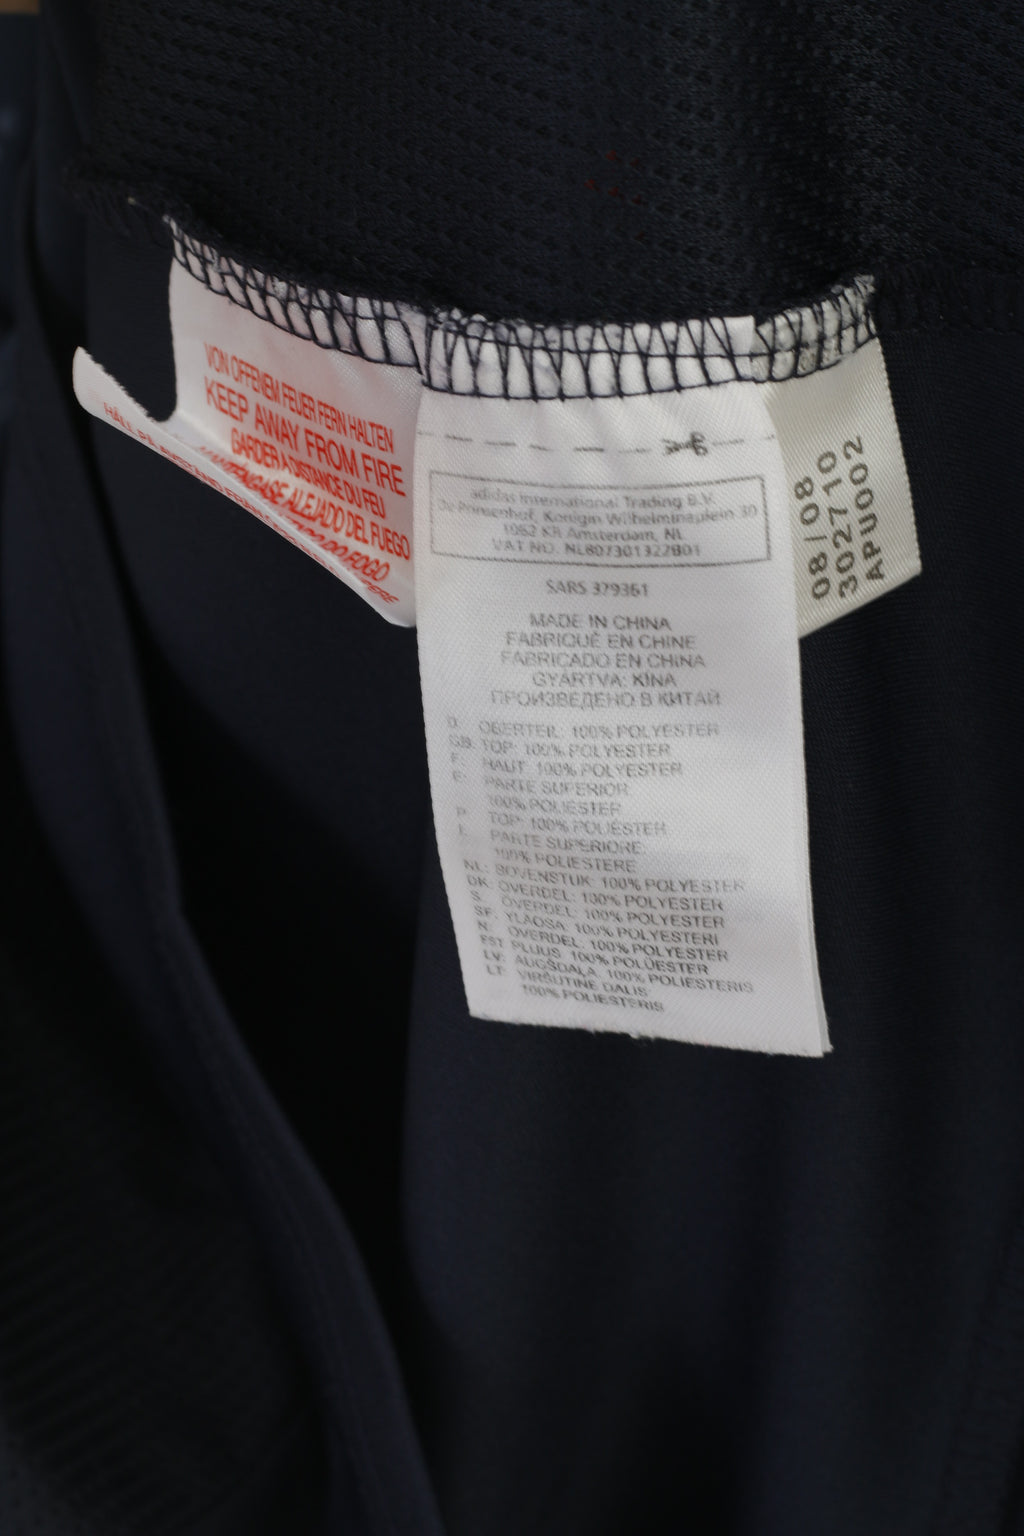 VON OFFENEM FEUER FERN HALTEN
KEEP AWAY FROM FIRE
GARDER A DISTANCE DU FEU
MANTÉNGASE ALEJADO DEL FUEGO
adidas International Trading B.V.
De Prinsenhof, Konigin Wilhelminaplein 30
1062 KR Amsterdam, NL
VAT NO. NL807301322B01
SARS 379361
MADE IN CHINA
FABRIQUÉ EN CHINE
FABRICADO EN CHINA
GYÁRTVA: KÍNA
ПРОИЗВЕДЕНО В КИТАЙ
D: OBERTEIL: 100% POLYESTER
GB: TOP: 100% POLYESTER
F: HAUT: 100% POLYESTER
E: PARTE SUPERIOR:
100% POLIESTER
P: TOP: 100% POLIÉSTER
I: PARTE SUPERIORE:
100% POLIESTERE
NL: BOVENSTUK: 100% POLYESTER
DK: OVERDEL: 100% POLYESTER
S: ÖVERDEL: 100% POLYESTER
SF: YLÄOSA: 100% POLYESTERI
N: OVERDEL: 100% POLYESTER
EST: PLUUS: 100% POLÜESTER
LV: AUGŠDAĻA: 100% POLIESTERIS
LT: VIRŠUTINĖ DALIS:
100% POLIESTERIS
08/08
302710
APU002